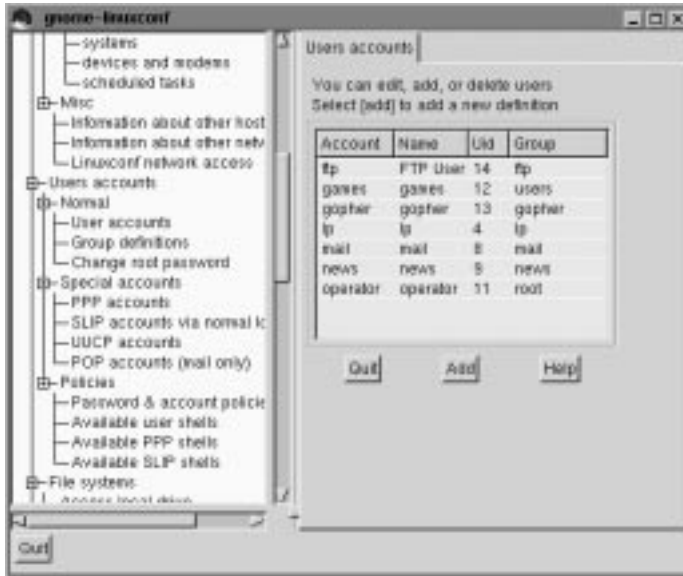 gnome-linuxconf
systems
devices and modems
scheduled tasks
Misc
Information about other host
Information about other netw
Linuxconf network access
Users accounts
Normal
User accounts
Group definitions
Change root password
Special accounts
PPP accounts
SLIP accounts via normal lo
UUCP accounts
POP accounts (mail only)
Policies
Password & account policie
Available user shells
Available PPP shells
Available SLIP shells
File systems
Access local drive
Quit
Users accounts
You can edit, add, or delete users
Select [add] to add a new definition
Account Name Uid Group
ftp FTP User 14 ftp
games games 12 users
gopher gopher 13 gopher
lp lp 4 lp
mail mail 8 mail
news news 9 news
operator operator 11 root
Quit Add Help